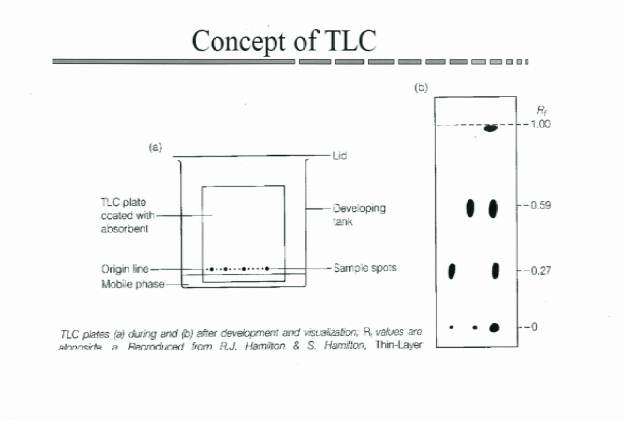 Concept of TLC
(b)
Rf
1.00
(a)
Lid
TLC plate
coated with
absorbent
Developing
tank
0.59
Origin line
Sample spots
0.27
Mobile phase
0
TLC plates (a) during and (b) after development and visualization; Rf values are
alongside a Reproduced from R.J. Hamilton & S. Hamilton, Thin-Layer